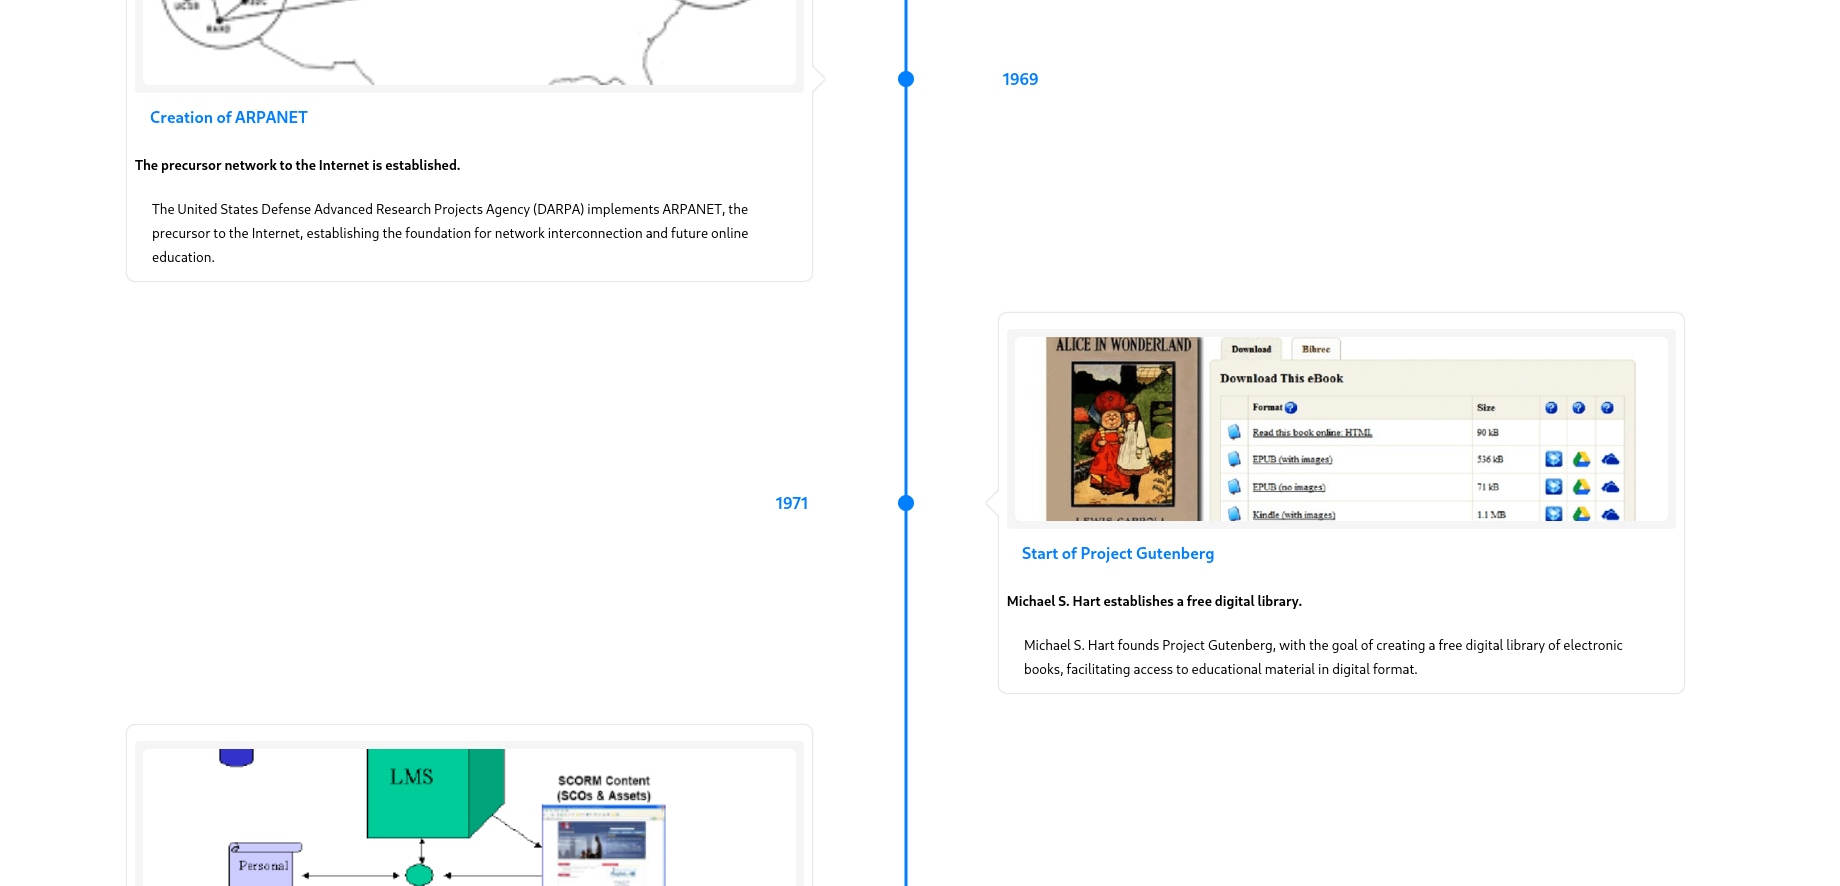 UCSB
RAND
1969
Creation of ARPANET
The precursor network to the Internet is established.
The United States Defense Advanced Research Projects Agency (DARPA) implements ARPANET, the
precursor to the Internet, establishing the foundation for network interconnection and future online
education.
ALICE IN WONDERLAND
Download Bibrec
Download This eBook
Format Size
Read this book online: HTML 90 kB
EPUB (with images) 536 kB
EPUB (no images) 71 kB
Kindle (with images) 1.1 MB
LEWIS CARROLL
1971
Start of Project Gutenberg
Michael S. Hart establishes a free digital library.
Michael S. Hart founds Project Gutenberg, with the goal of creating a free digital library of electronic
books, facilitating access to educational material in digital format.
LMS
SCORM Content
(SCOs & Assets)
Personal